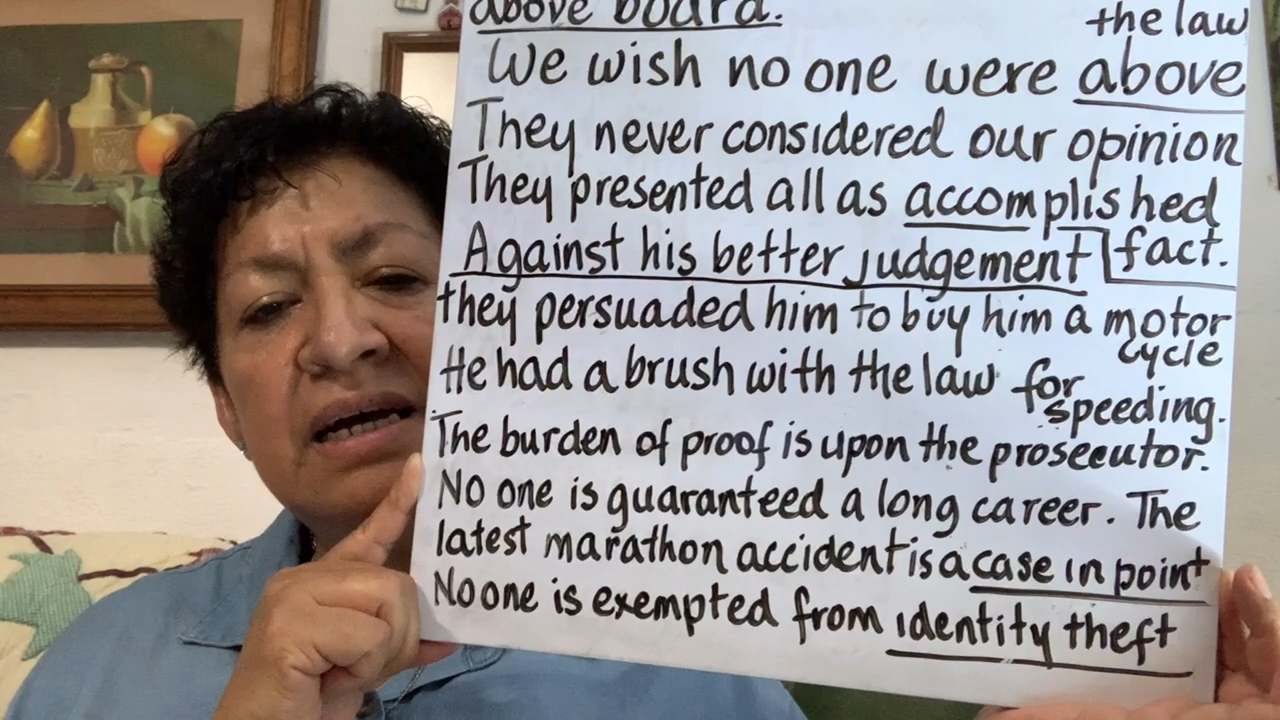 above board.
the law
We wish no one were above
They never considered our opinion
They presented all as accomplished
fact.
Against his better judgement
they persuaded him to buy him a motor
cycle
He had a brush with the law for
speeding.
The burden of proof is upon the prosecutor.
No one is guaranteed a long career. The
latest marathon accident is a case in point
No one is exempted from identity theft